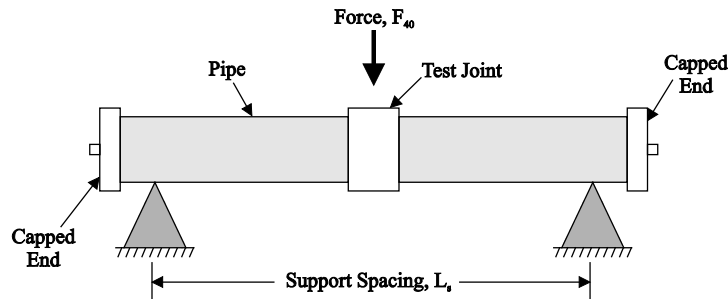 Force, F₄₀
Pipe
Test Joint
Capped
End
Capped
End
Support Spacing, Lₛ